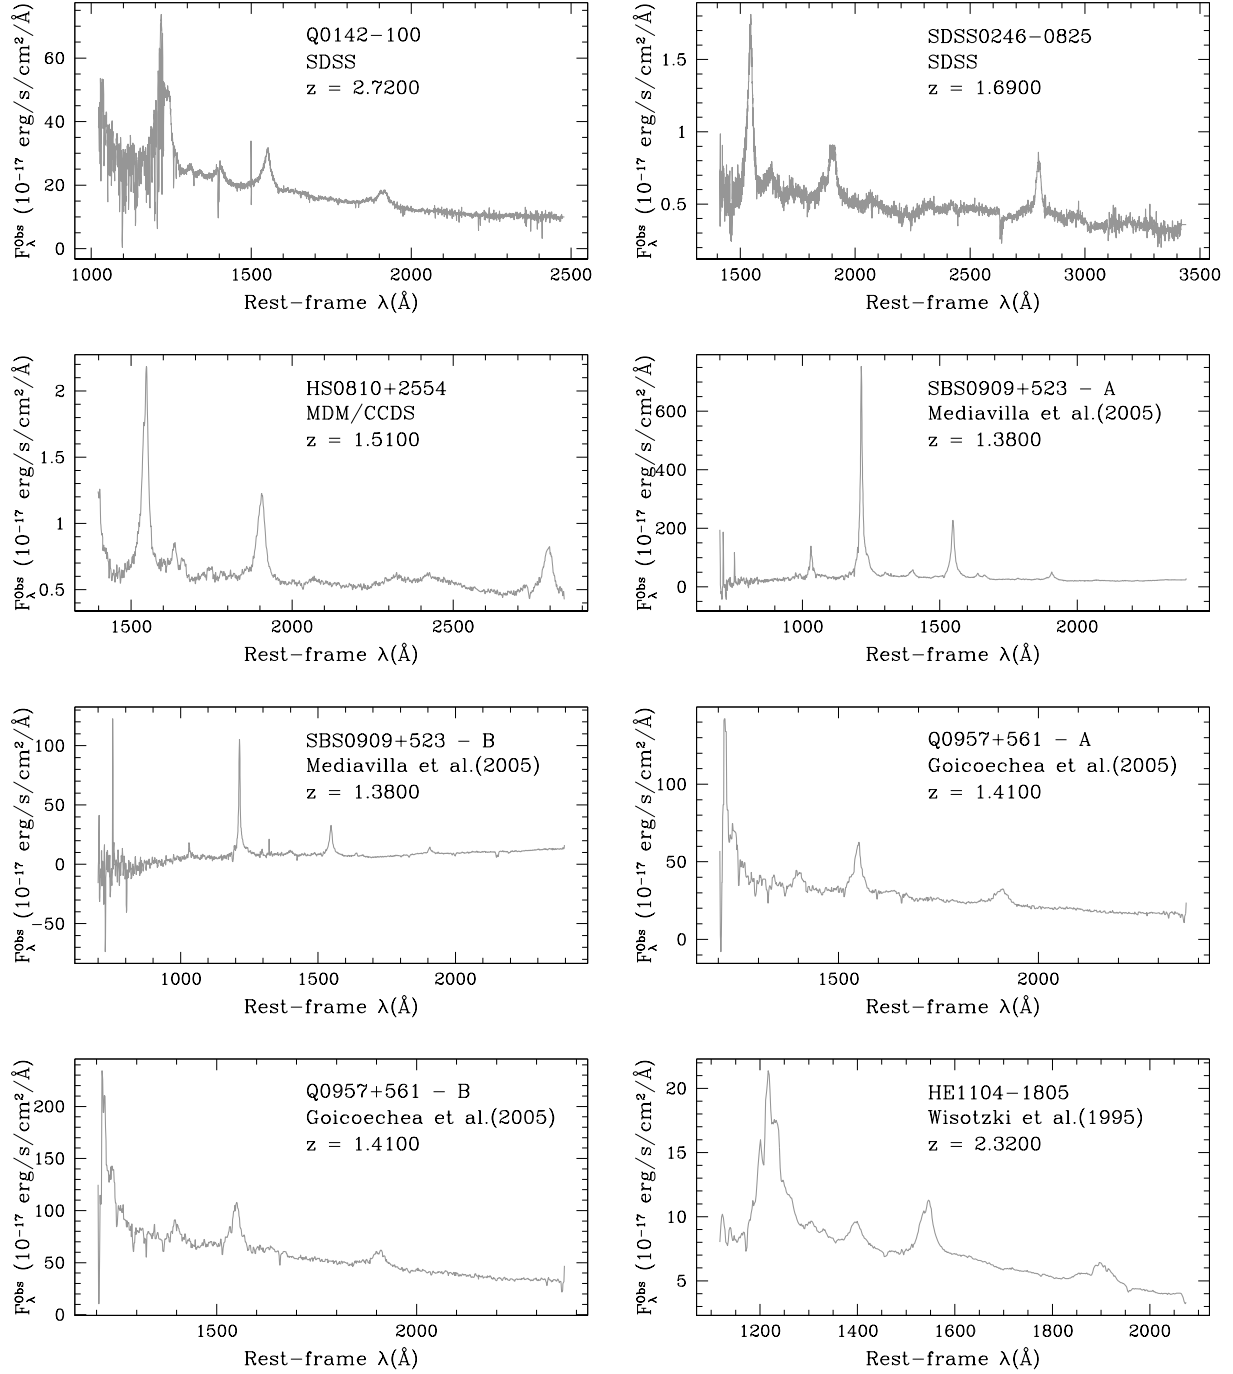 Q0142−100
SDSS
z = 2.7200
F_λ^Obs (10^−17 erg/s/cm²/Å)
0
20
40
60
1000
1500
2000
2500
Rest−frame λ(Å)
SDSS0246−0825
SDSS
z = 1.6900
F_λ^Obs (10^−17 erg/s/cm²/Å)
0.5
1
1.5
1500
2000
2500
3000
3500
Rest−frame λ(Å)
HS0810+2554
MDM/CCDS
z = 1.5100
F_λ^Obs (10^−17 erg/s/cm²/Å)
0.5
1
1.5
2
1500
2000
2500
Rest−frame λ(Å)
SBS0909+523 − A
Mediavilla et al.(2005)
z = 1.3800
F_λ^Obs (10^−17 erg/s/cm²/Å)
0
200
400
600
1000
1500
2000
Rest−frame λ(Å)
SBS0909+523 − B
Mediavilla et al.(2005)
z = 1.3800
F_λ^Obs (10^−17 erg/s/cm²/Å)
−50
0
50
100
1000
1500
2000
Rest−frame λ(Å)
Q0957+561 − A
Goicoechea et al.(2005)
z = 1.4100
F_λ^Obs (10^−17 erg/s/cm²/Å)
0
50
100
1500
2000
Rest−frame λ(Å)
Q0957+561 − B
Goicoechea et al.(2005)
z = 1.4100
F_λ^Obs (10^−17 erg/s/cm²/Å)
0
50
100
150
200
1500
2000
Rest−frame λ(Å)
HE1104−1805
Wisotzki et al.(1995)
z = 2.3200
F_λ^Obs (10^−17 erg/s/cm²/Å)
5
10
15
20
1200
1400
1600
1800
2000
Rest−frame λ(Å)